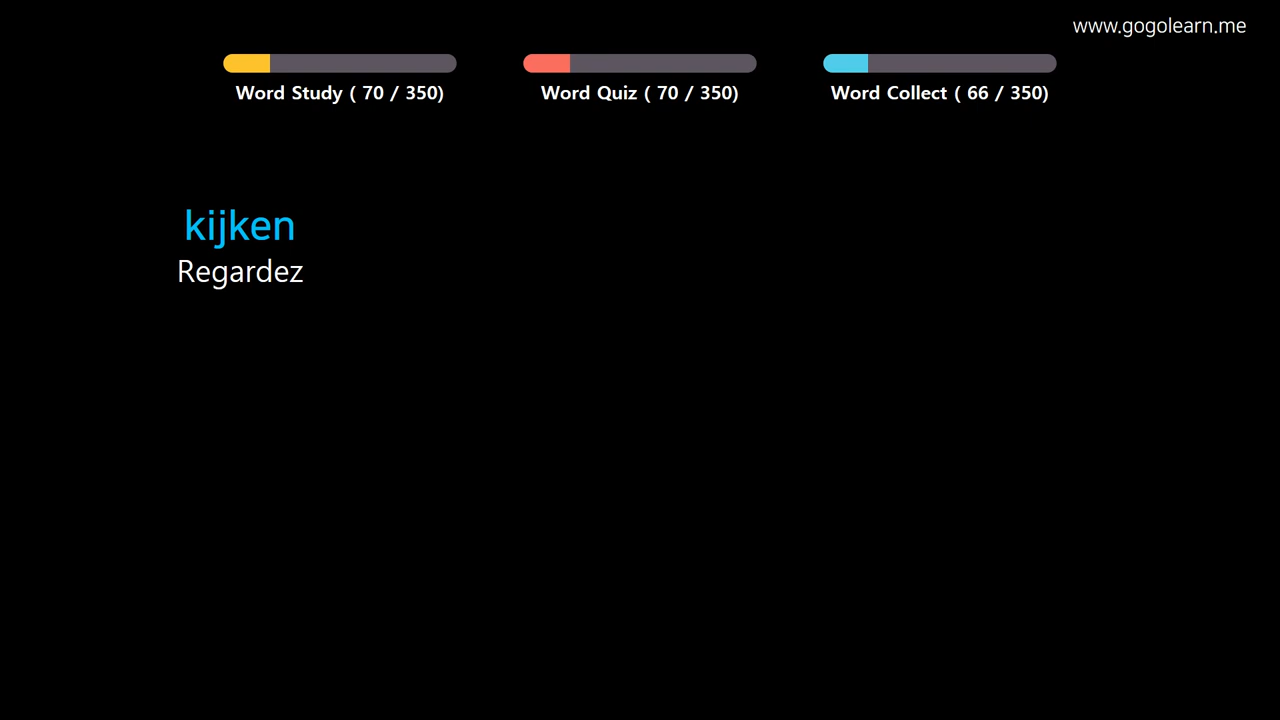 www.gogolearn.me
Word Study ( 70 / 350)
Word Quiz ( 70 / 350)
Word Collect ( 66 / 350)
kijken
Regardez